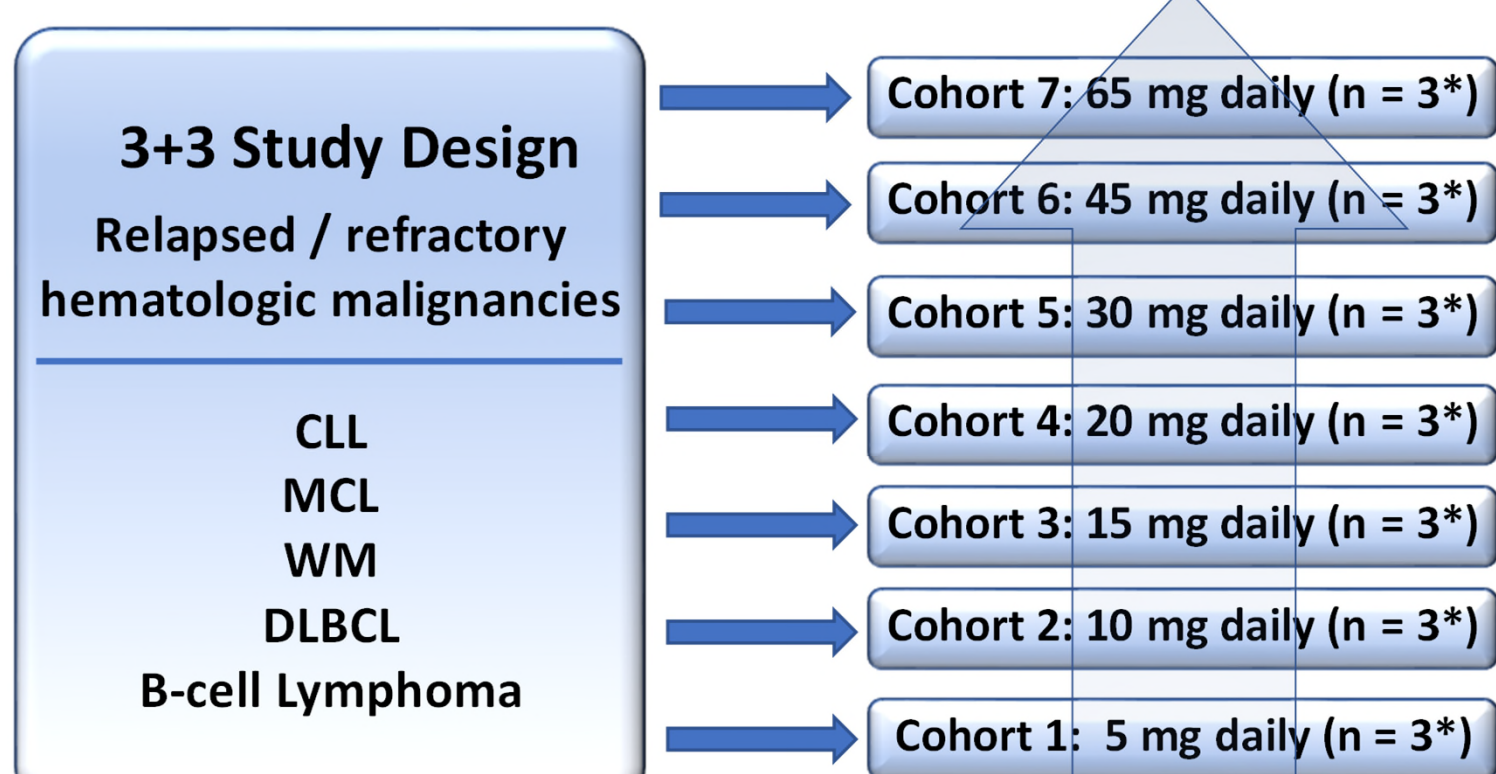 3+3 Study Design
Relapsed / refractory
hematologic malignancies
CLL
MCL
WM
DLBCL
B-cell Lymphoma
Cohort 7: 65 mg daily (n = 3*)
Cohort 6: 45 mg daily (n = 3*)
Cohort 5: 30 mg daily (n = 3*)
Cohort 4: 20 mg daily (n = 3*)
Cohort 3: 15 mg daily (n = 3*)
Cohort 2: 10 mg daily (n = 3*)
Cohort 1:  5 mg daily (n = 3*)